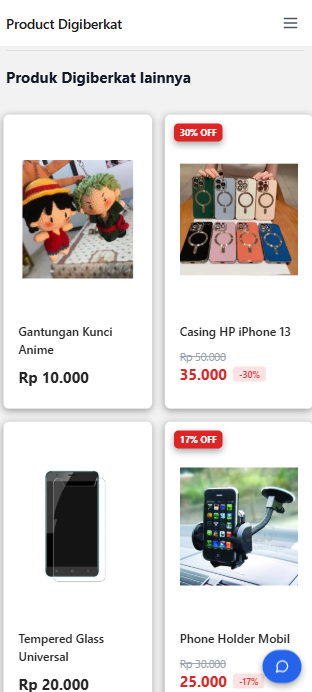 Product Digiberkat
Produk Digiberkat lainnya
30% OFF
Gantungan Kunci
Anime
Rp 10.000
Casing HP iPhone 13
Rp 50.000
35.000 -30%
17% OFF
Tempered Glass
Universal
Rp 20.000
Phone Holder Mobil
Rp 30.000
25.000 -17%